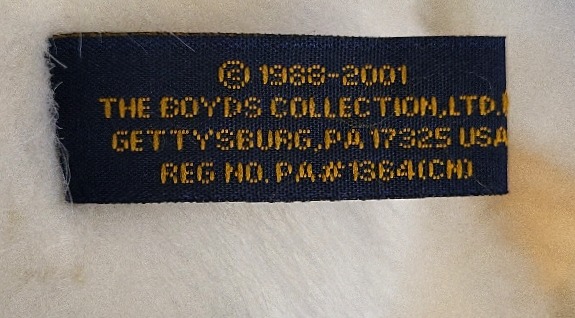 © 1988-2001
THE BOYDS COLLECTION,LTD.
GETTYSBURG,PA 17325 USA
REG NO. PA#1364(CN)